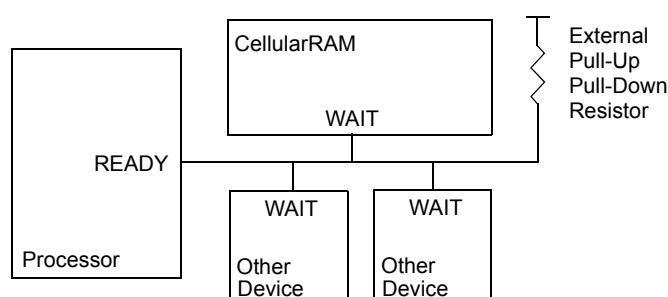 CellularRAM
WAIT
External
Pull-Up
Pull-Down
Resistor
READY
Processor
WAIT
Other
Device
WAIT
Other
Device